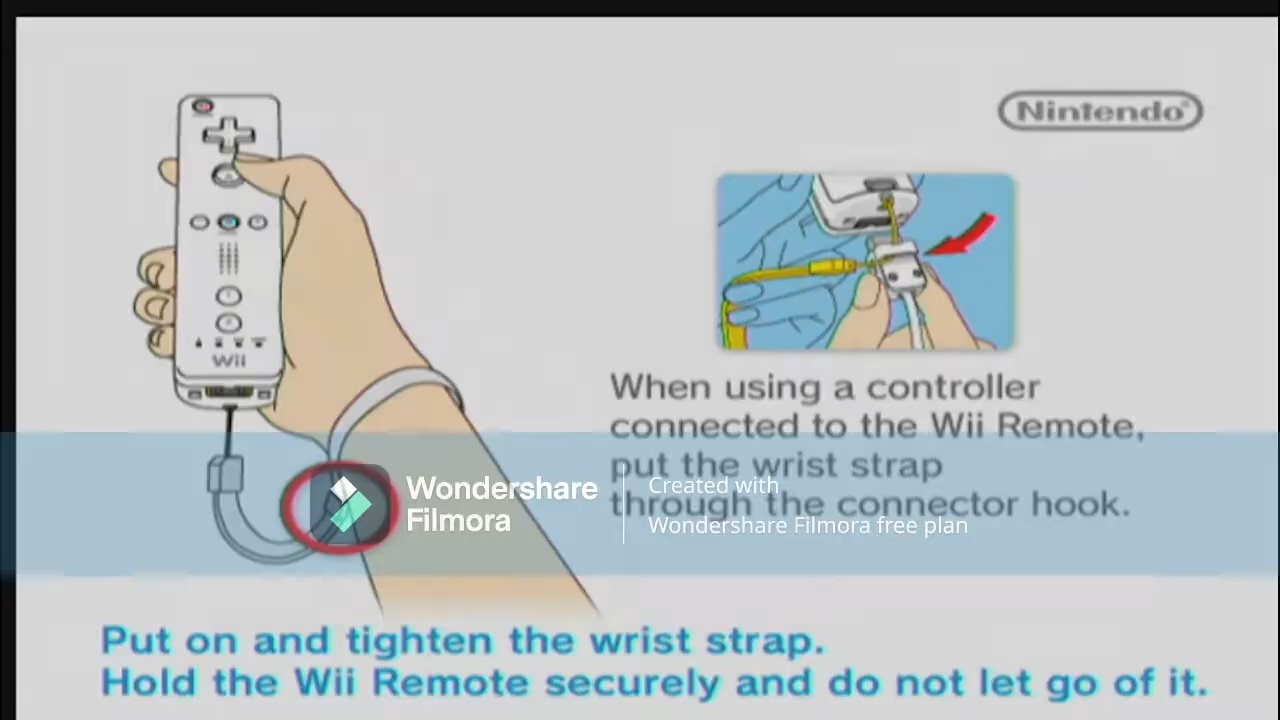 Nintendo®
Wii
When using a controller
connected to the Wii Remote,
put the wrist strap
through the connector hook.
Wondershare
Filmora
Created with
Wondershare Filmora free plan
Put on and tighten the wrist strap.
Hold the Wii Remote securely and do not let go of it.